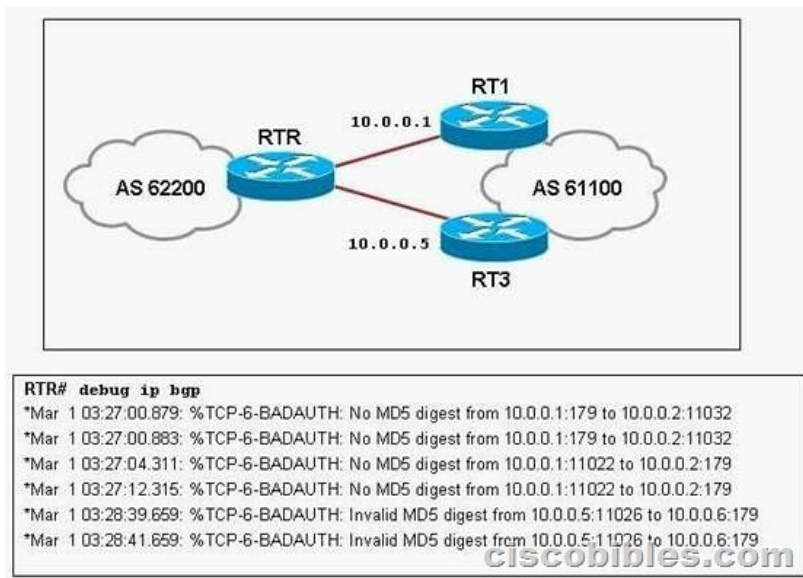 RT1
10.0.0.1
RTR
AS 62200
AS 61100
10.0.0.5
RT3
RTR# debug ip bgp
*Mar 1 03:27:00.879: %TCP-6-BADAUTH: No MD5 digest from 10.0.0.1:179 to 10.0.0.2:11032
*Mar 1 03:27:00.883: %TCP-6-BADAUTH: No MD5 digest from 10.0.0.1:179 to 10.0.0.2:11032
*Mar 1 03:27:04.311: %TCP-6-BADAUTH: No MD5 digest from 10.0.0.1:11022 to 10.0.0.2:179
*Mar 1 03:27:12.315: %TCP-6-BADAUTH: No MD5 digest from 10.0.0.1:11022 to 10.0.0.2:179
*Mar 1 03:28:39.659: %TCP-6-BADAUTH: Invalid MD5 digest from 10.0.0.5:11026 to 10.0.0.6:179
*Mar 1 03:28:41.659: %TCP-6-BADAUTH: Invalid MD5 digest from 10.0.0.5:11026 to 10.0.0.6:179
ciscobibles.com